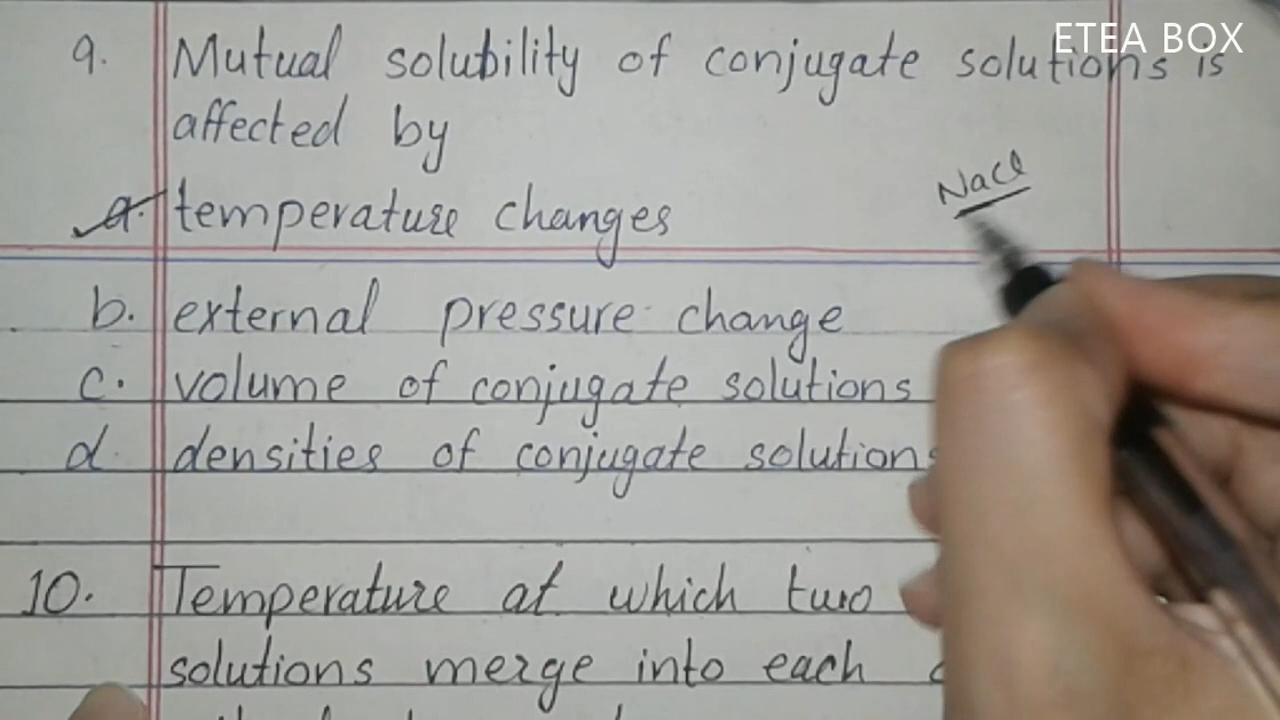 ETEA BOX
9. Mutual solubility of conjugate solutions is
affected by
NaCl
a. temperature changes
b. external pressure change
c. volume of conjugate solutions
d. densities of conjugate solutions
10. Temperature at which two
solutions merge into each